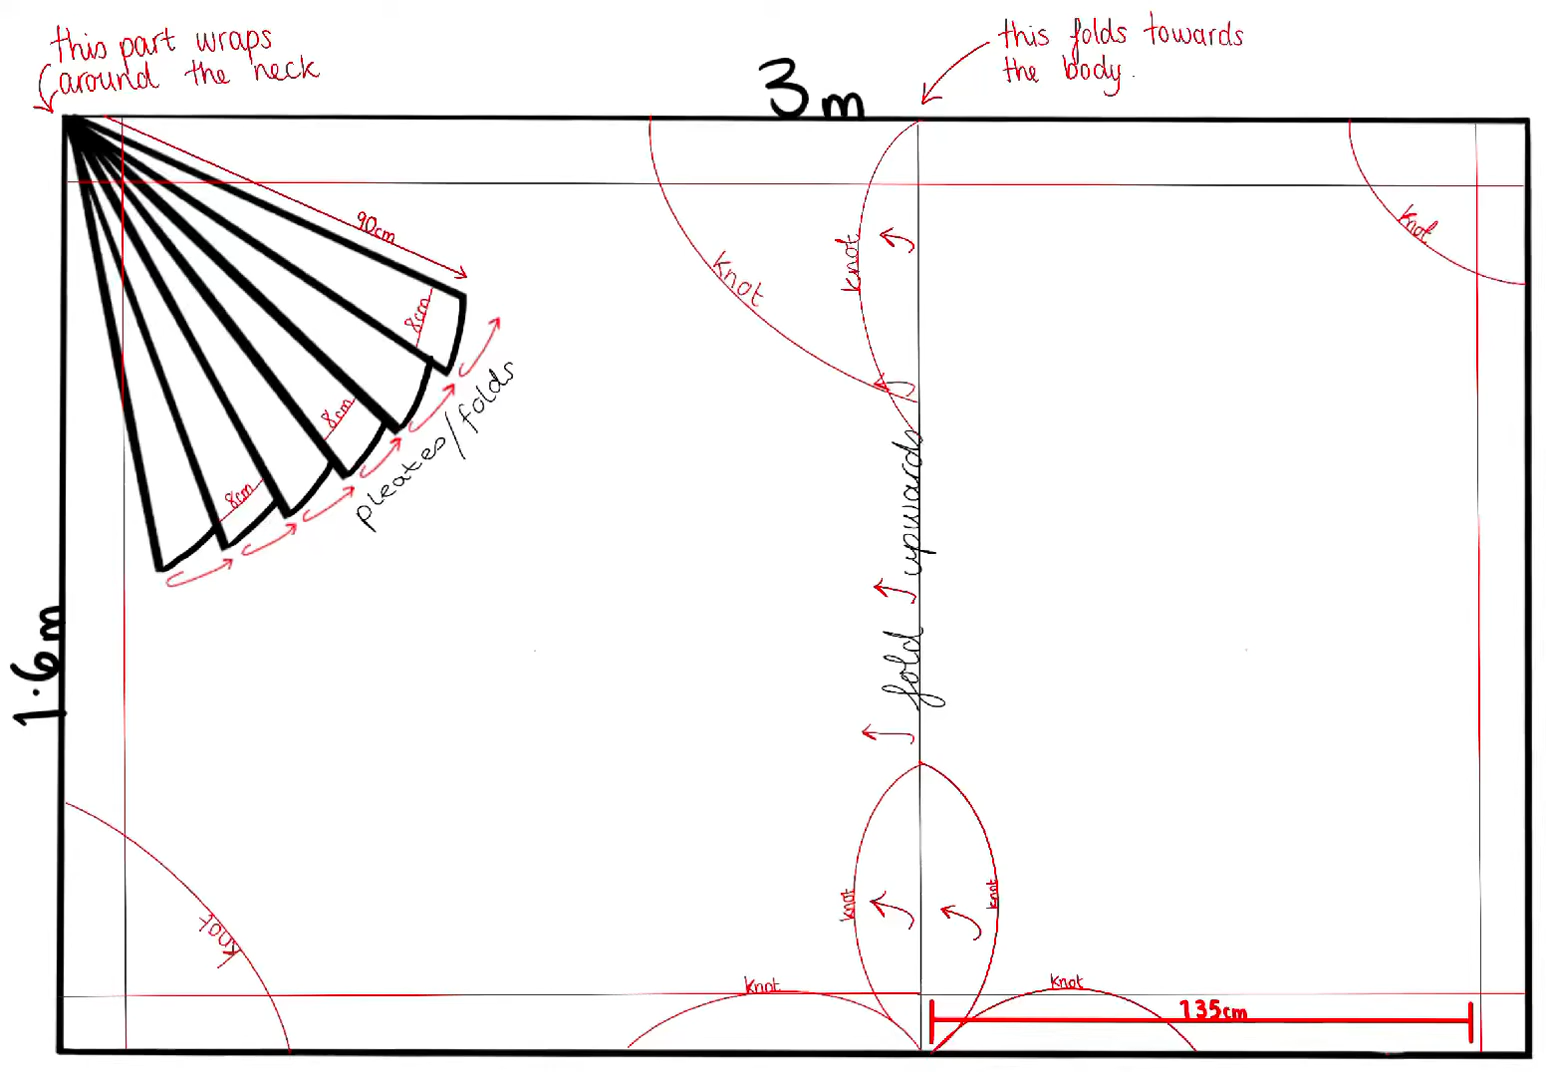 this part wraps
around the neck
3m
this folds towards
the body.
90cm
8cm
8cm
8cm
pleates/folds
knot
knot
knot
fold upwards
1.6m
knot
knot
knot
knot
knot
135cm